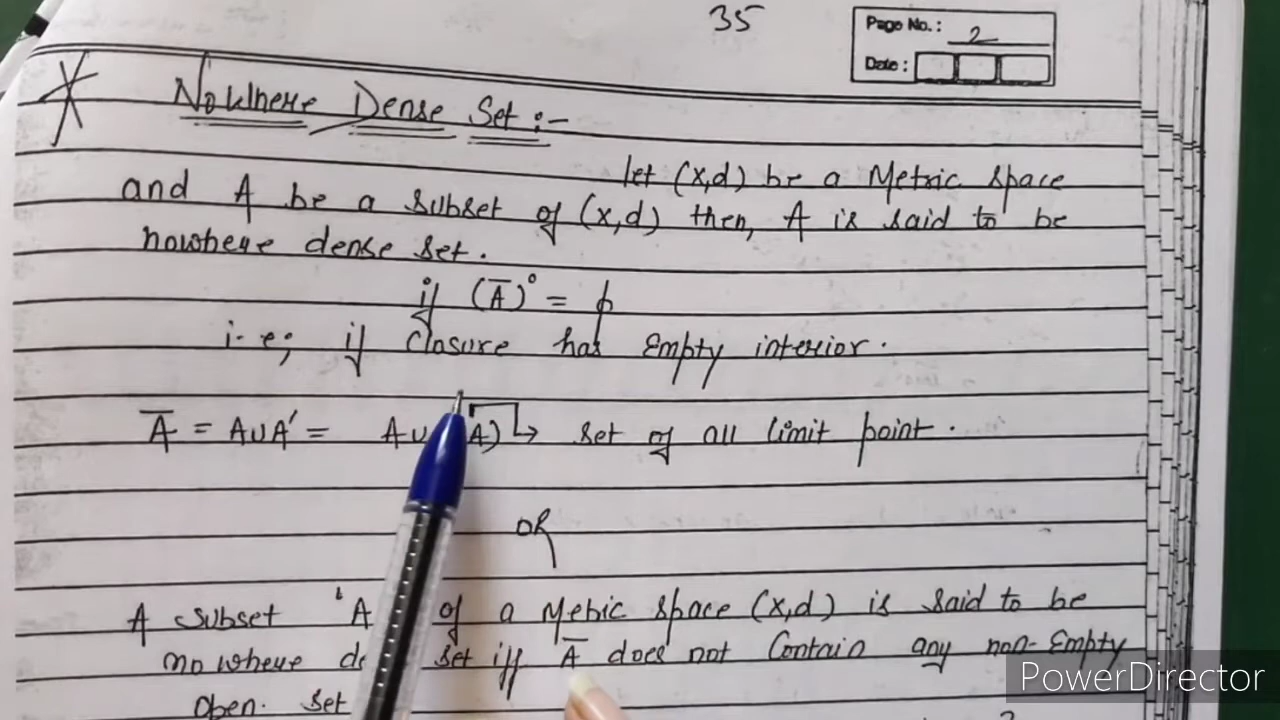 35
Page No.: 2
Date:
Nowhere Dense Set :-
let (X,d) be a Metric space
and A be a subset of (X,d) then, A is said to be
nowhere dense set.
if (A̅)° = ϕ
i.e; if closure has Empty interior.
A̅ = A∪A' = A∪ A) → set of all limit point.
OR
A subset 'A of a Metric space (X,d) is said to be
nowhere de set iff A̅ does not Contain any non-Empty
open set
PowerDirector